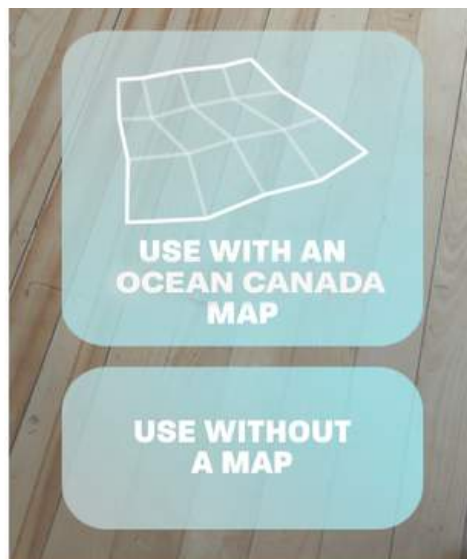 USE WITH AN
OCEAN CANADA
MAP
USE WITHOUT
A MAP